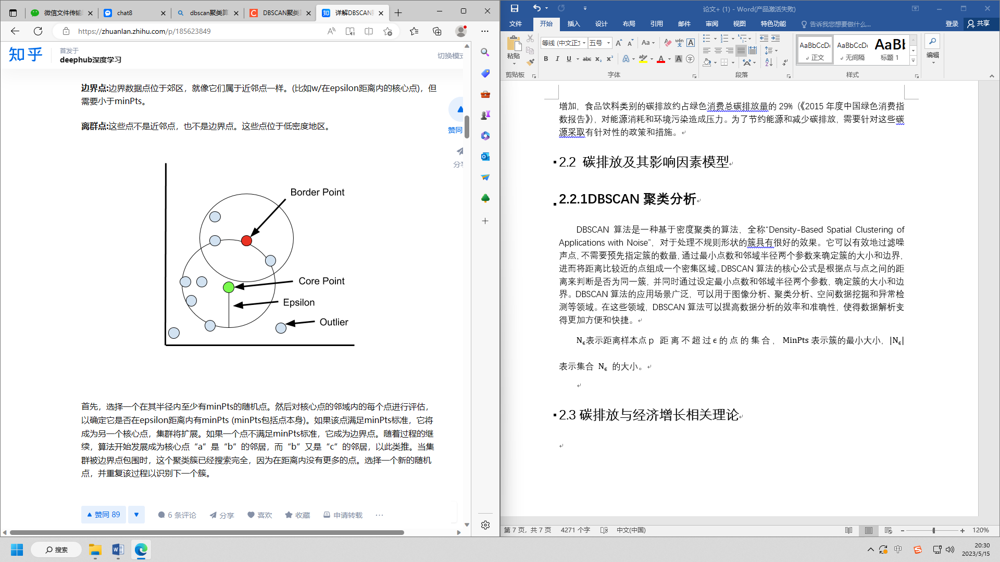 微信文件传输
chat8
dbscan聚类算
DBSCAN聚类
详解DBSCAN
https://zhuanlan.zhihu.com/p/185623849
知乎
首发于
deephub深度学习
切换模式
边界点:边界数据点位于郊区，就像它们属于近邻点一样。(比如w/在epsilon距离内的核心点)，但
需要小于minPts。
离群点:这些点不是近邻点，也不是边界点。这些点位于低密度地区。
赞同
分享
Border Point
Core Point
Epsilon
Outlier
首先，选择一个在其半径内至少有minPts的随机点。然后对核心点的邻域内的每个点进行评估，
以确定它是否在epsilon距离内有minPts (minPts包括点本身)。如果该点满足minPts标准，它将
成为另一个核心点，集群将扩展。如果一个点不满足minPts标准，它成为边界点。随着过程的继
续，算法开始发展成为核心点“a”是“b”的邻居，而“b”又是“c”的邻居，以此类推。当集
群被边界点包围时，这个聚类簇已经搜索完全，因为在距离内没有更多的点。选择一个新的随机
点，并重复该过程以识别下一个簇。
赞同 89
6 条评论
分享
喜欢
收藏
申请转载
论文+ (1) - Word(产品激活失败)
文件 开始 插入 设计 布局 引用 邮件 审阅 视图 特色功能 告诉我您想要做什么... 登录 共享
粘贴
等线 (中文正文 五号
AaBbCcDd AaBbCcDd AaBb
正文 无间隔 标题 1
编辑
剪贴板 字体 段落 样式
增加，食品饮料类别的碳排放约占绿色消费总碳排放量的 29%（《2015 年度中国绿色消费指
数报告》），对能源消耗和环境污染造成压力。为了节约能源和减少碳排放，需要针对这些碳
源采取有针对性的政策和措施。
2.2 碳排放及其影响因素模型
2.2.1DBSCAN 聚类分析
DBSCAN 算法是一种基于密度聚类的算法，全称“Density-Based Spatial Clustering of
Applications with Noise”，对于处理不规则形状的簇具有很好的效果。它可以有效地过滤噪
声点，不需要预先指定簇的数量，通过最小点数和邻域半径两个参数来确定簇的大小和边界，
进而将距离比较近的点组成一个密集区域。DBSCAN 算法的核心公式是根据点与点之间的距
离来判断是否为同一簇，并同时通过设定最小点数和邻域半径两个参数，确定簇的大小和边
界。DBSCAN 算法的应用场景广泛，可以用于图像分析、聚类分析、空间数据挖掘和异常检
测等领域。在这些领域，DBSCAN 算法可以提高数据分析的效率和准确性，使得数据解析变
得更加方便和快捷。
Nϵ表示距离样本点 p 距离不超过ϵ的点的集合，MinPts 表示簇的最小大小，|Nϵ|
表示集合 Nϵ 的大小。
2.3 碳排放与经济增长相关理论
第 7 页，共 7 页 4271 个字 中文(中国)
120%
搜索
中
20:30
2023/5/15